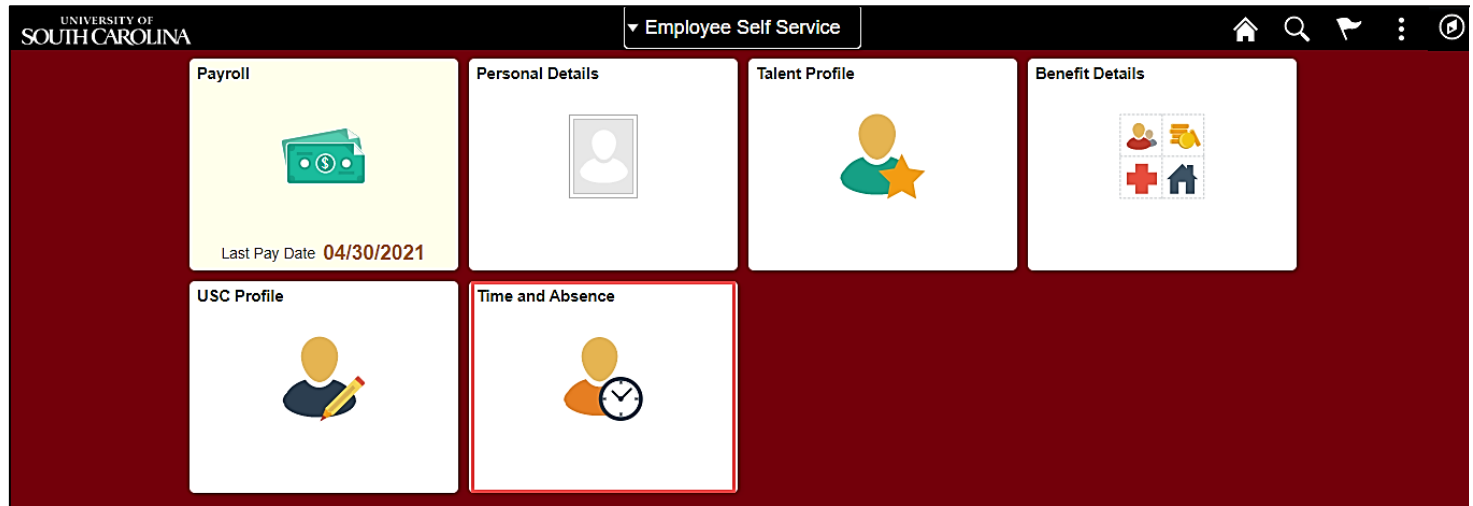 UNIVERSITY OF
SOUTH CAROLINA
Employee Self Service
Payroll
Personal Details
Talent Profile
Benefit Details
Last Pay Date 04/30/2021
USC Profile
Time and Absence